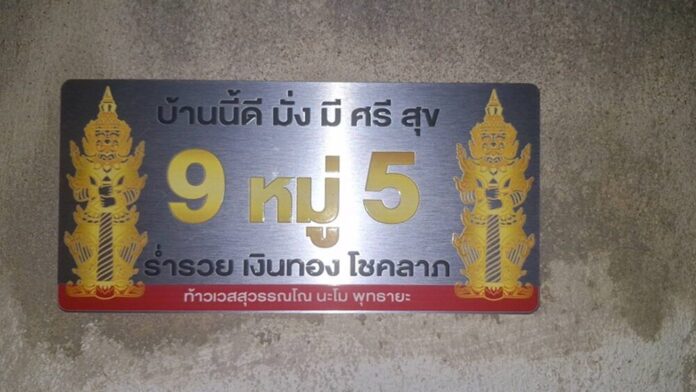 บ้านนี้ดี มั่ง มี ศรี สุข
9 หมู่ 5
ร่ำรวย เงินทอง โชคลาภ
ท้าวเวสสุวรรณโณ นะโม พุทธายะ